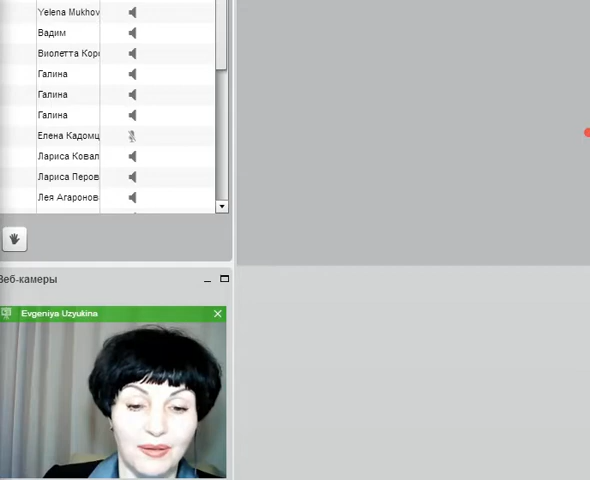 Yelena Mukhov
Вадим
Виолетта Кор
Галина
Галина
Галина
Елена Кадомц
Лариса Ковал
Лариса Перов
Лея Агаронов
Веб-камеры
Evgeniya Uzyukina